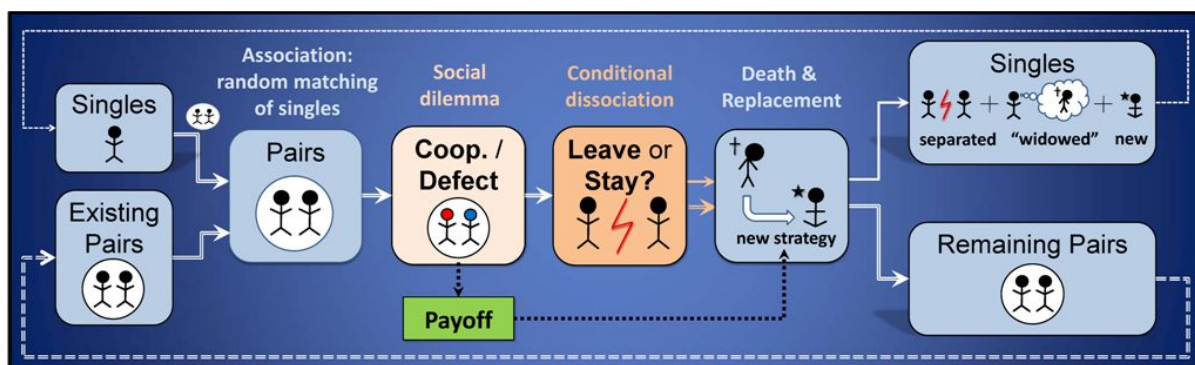 Singles
Existing
Pairs
Association:
random matching
of singles
Pairs
Social
dilemma
Coop. /
Defect
Payoff
Conditional
dissociation
Leave or
Stay?
Death &
Replacement
new strategy
Singles
separated + "widowed" + new
Remaining Pairs